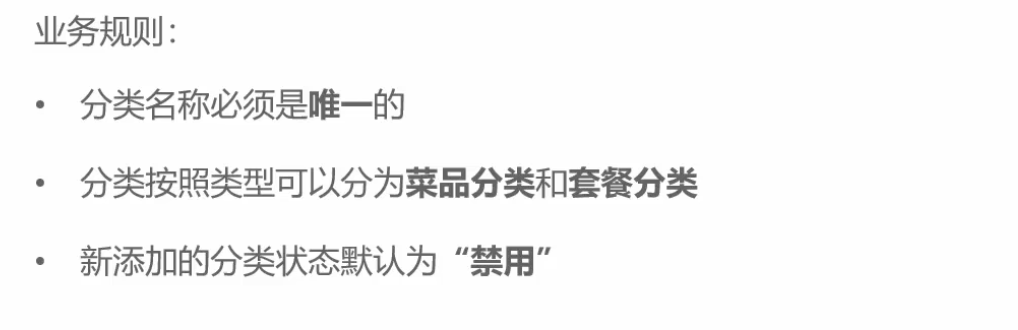 业务规则：
• 分类名称必须是唯一的
• 分类按照类型可以分为菜品分类和套餐分类
• 新添加的分类状态默认为“禁用”